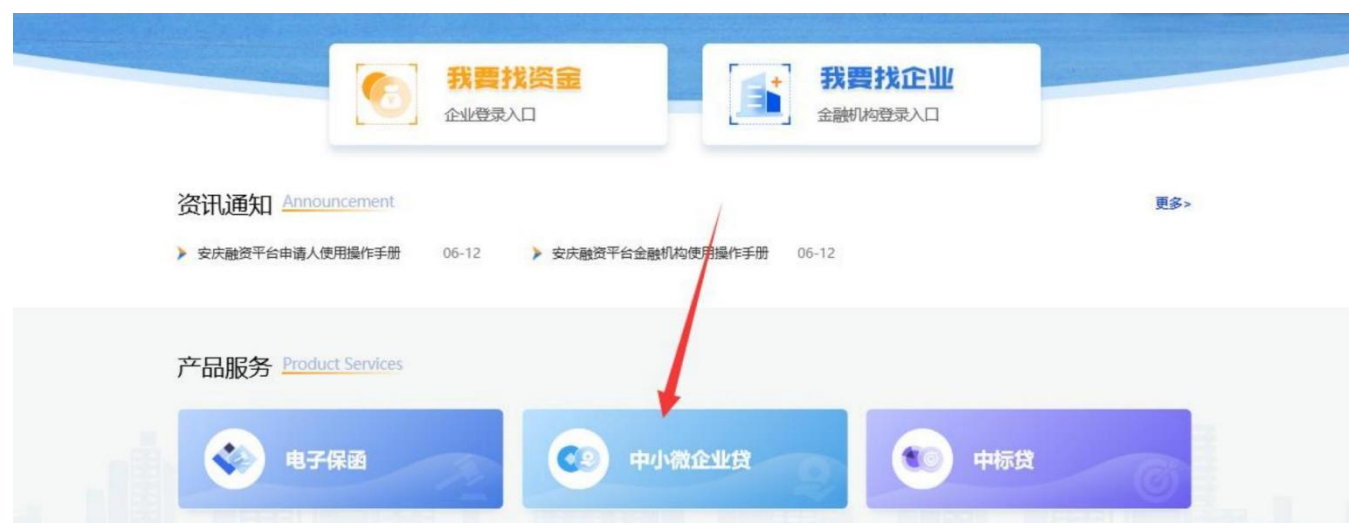 我要找资金
企业登录入口
我要找企业
金融机构登录入口
资讯通知 Announcement
更多>
安庆融资平台申请人使用操作手册 06-12
安庆融资平台金融机构使用操作手册 06-12
产品服务 Product Services
电子保函
中小微企业贷
中标贷